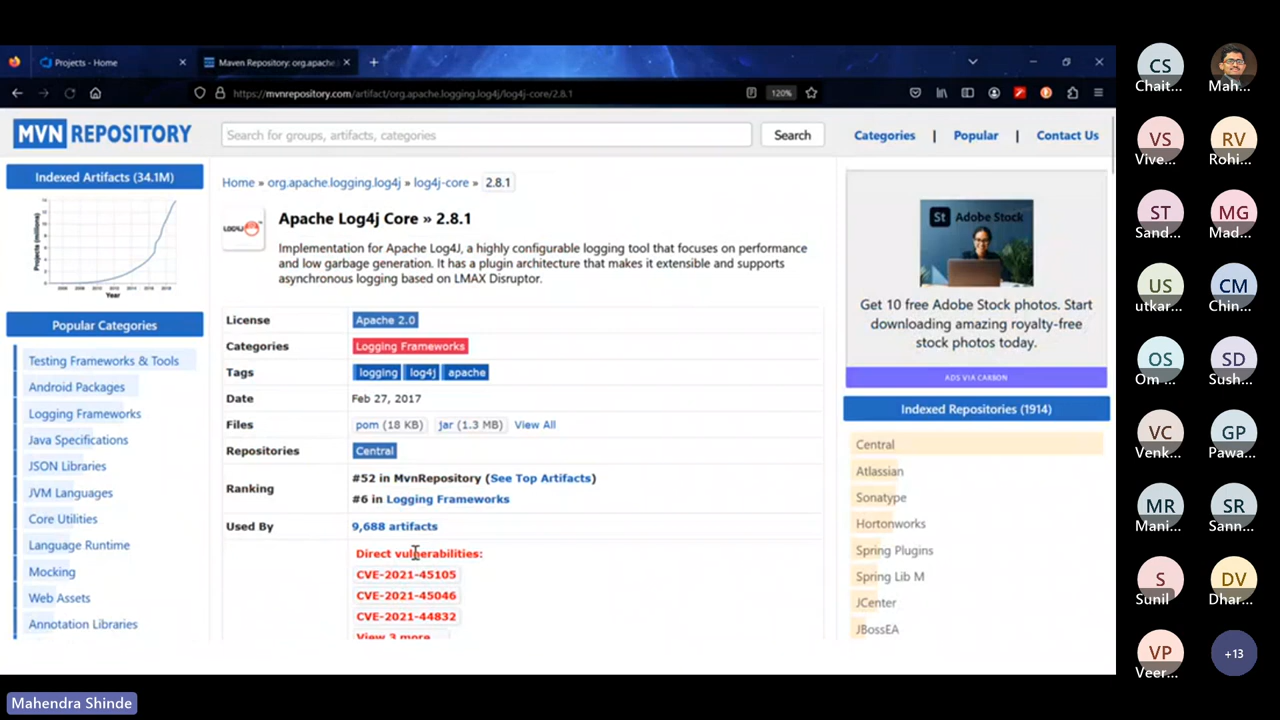 Projects - Home
Maven Repository: org.apache
https://mvnrepository.com/artifact/org.apache.logging.log4j/log4j-core/2.8.1
120%
MVN REPOSITORY
Search for groups, artifacts, categories
Search
Categories | Popular | Contact Us
Indexed Artifacts (34.1M)
Projects (millions)
Year
Popular Categories
Testing Frameworks & Tools
Android Packages
Logging Frameworks
Java Specifications
JSON Libraries
JVM Languages
Core Utilities
Language Runtime
Mocking
Web Assets
Annotation Libraries
Home » org.apache.logging.log4j » log4j-core » 2.8.1
LOG4J
Apache Log4j Core » 2.8.1
Implementation for Apache Log4J, a highly configurable logging tool that focuses on performance
and low garbage generation. It has a plugin architecture that makes it extensible and supports
asynchronous logging based on LMAX Disruptor.
License Apache 2.0
Categories Logging Frameworks
Tags logging log4j apache
Date Feb 27, 2017
Files pom (18 KB) jar (1.3 MB) View All
Repositories Central
Ranking #52 in MvnRepository (See Top Artifacts)
#6 in Logging Frameworks
Used By 9,688 artifacts
Direct vulnerabilities:
CVE-2021-45105
CVE-2021-45046
CVE-2021-44832
View 3 more
St Adobe Stock
Get 10 free Adobe Stock photos. Start
downloading amazing royalty-free
stock photos today.
ADS VIA CARBON
Indexed Repositories (1914)
Central
Atlassian
Sonatype
Hortonworks
Spring Plugins
Spring Lib M
JCenter
JBossEA
CS
Chait...
Mah...
VS
Vive...
RV
Rohi...
ST
Sand...
MG
Mad...
US
utkar...
CM
Chin...
OS
Om ...
SD
Sush...
VC
Venk...
GP
Pawa...
MR
Mani...
SR
Sann...
S
Sunil
DV
Dhar...
VP
Veer...
+13
Mahendra Shinde